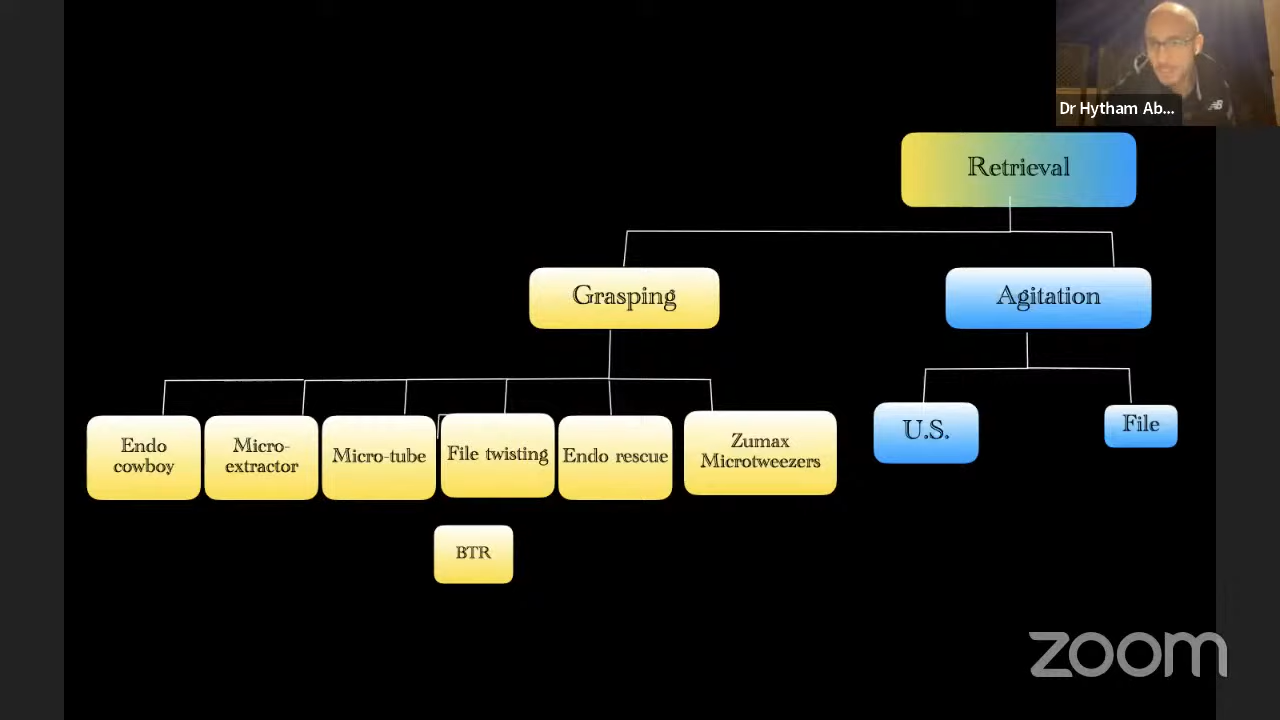 Dr Hytham Ab...
Retrieval
Grasping
Agitation
Endo
cowboy
Micro-
extractor
Micro-tube
File twisting
Endo rescue
Zumax
Microtweezers
U.S.
File
BTR
zoom